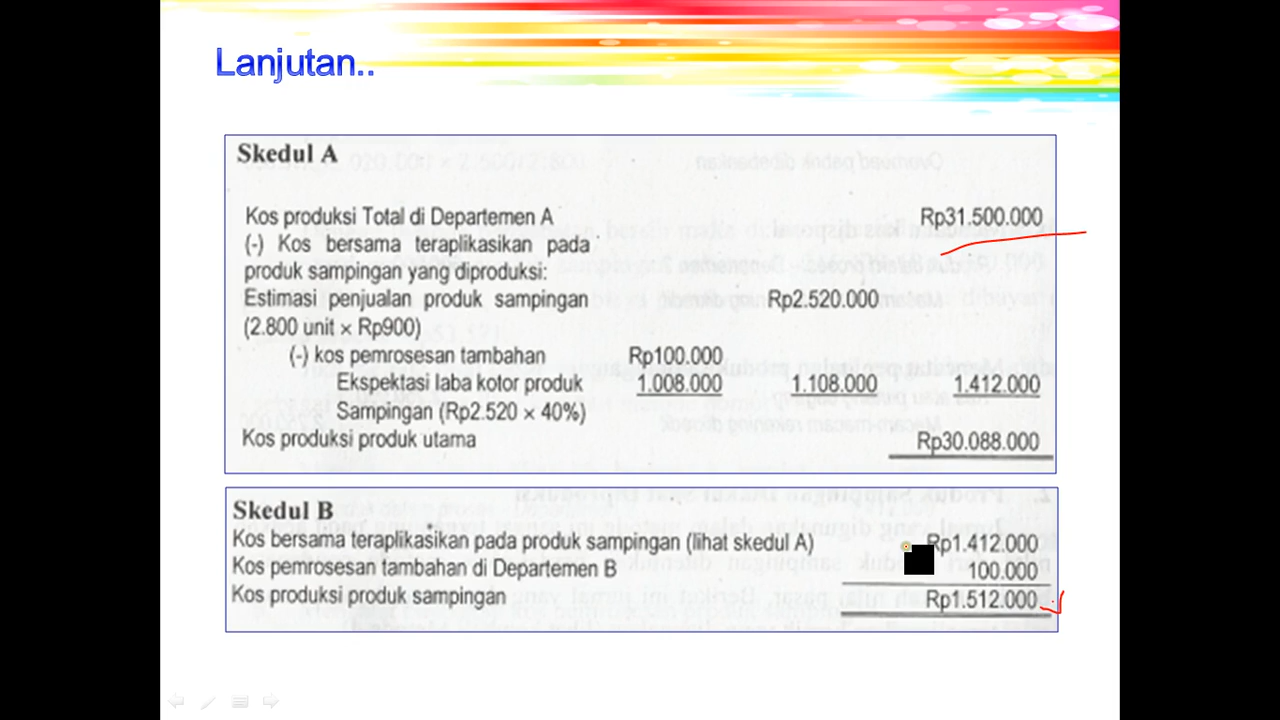 Lanjutan..
Skedul A
Kos produksi Total di Departemen A Rp31.500.000
(-) Kos bersama teraplikasikan pada
produk sampingan yang diproduksi:
Estimasi penjualan produk sampingan Rp2.520.000
(2.800 unit × Rp900)
(-) kos pemrosesan tambahan Rp100.000
Ekspektasi laba kotor produk 1.008.000 1.108.000 1.412.000
Sampingan (Rp2.520 × 40%)
Kos produksi produk utama Rp30.088.000
Skedul B
Kos bersama teraplikasikan pada produk sampingan (lihat skedul A) Rp1.412.000
Kos pemrosesan tambahan di Departemen B 100.000
Kos produksi produk sampingan Rp1.512.000